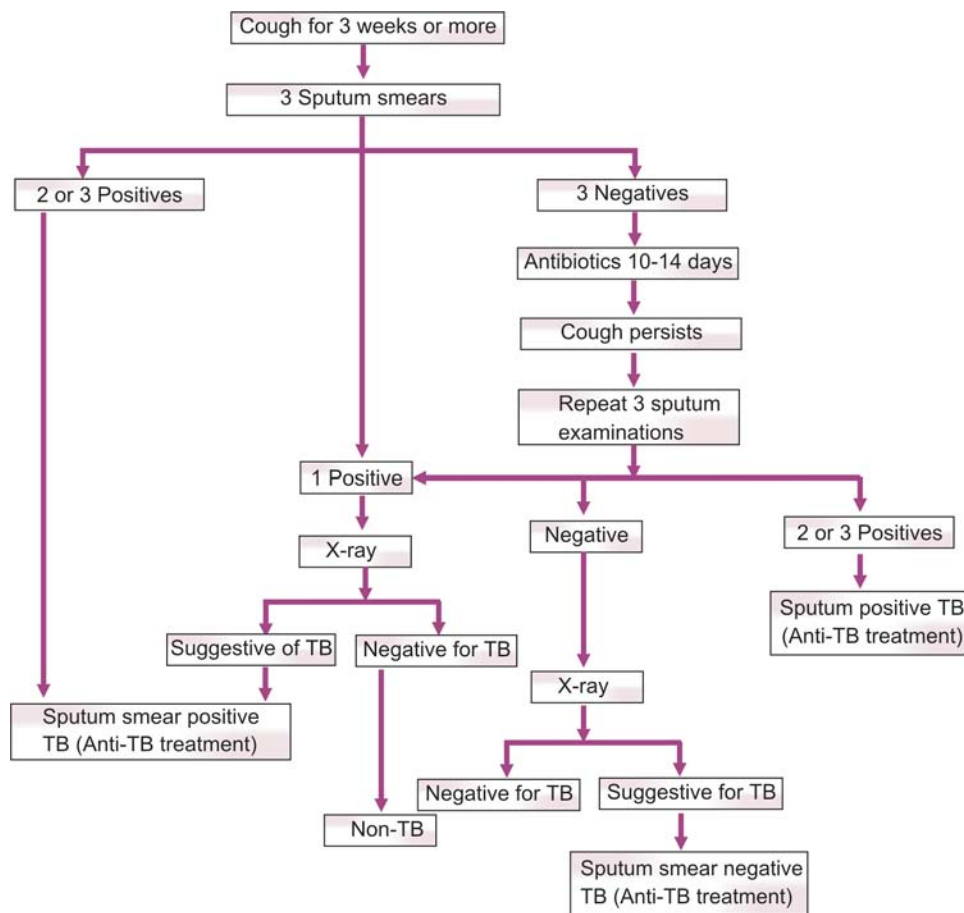 Cough for 3 weeks or more
3 Sputum smears
2 or 3 Positives
3 Negatives
Antibiotics 10-14 days
Cough persists
Repeat 3 sputum
examinations
1 Positive
Negative
2 or 3 Positives
X-ray
Sputum positive TB
(Anti-TB treatment)
Suggestive of TB
Negative for TB
X-ray
Sputum smear positive
TB (Anti-TB treatment)
Negative for TB
Suggestive for TB
Non-TB
Sputum smear negative
TB (Anti-TB treatment)